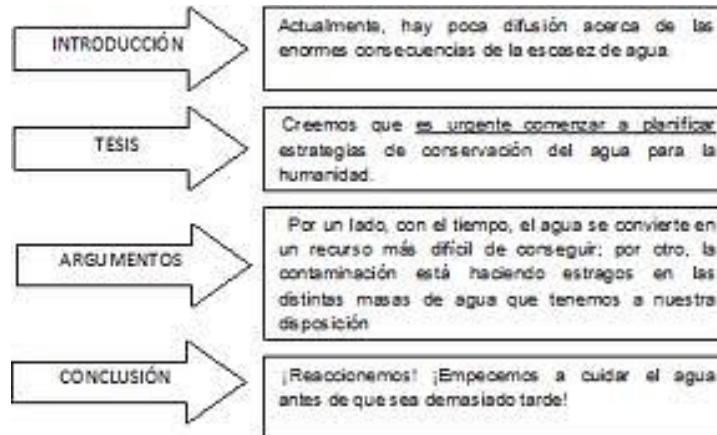 INTRODUCCIÓN
Actualmente, hay poca difusión acerca de las
enormes consecuencias de la escasez de agua
TESIS
Creemos que es urgente comenzar a planificar
estrategias de conservación del agua para la
humanidad.
ARGUMENTOS
Por un lado, con el tiempo, el agua se convierte en
un recurso más difícil de conseguir; por otro, la
contaminación está haciendo estragos en las
distintas masas de agua que tenemos a nuestra
disposición
CONCLUSIÓN
¡Reaccionemos! ¡Empecemos a cuidar el agua
antes de que sea demasiado tarde!